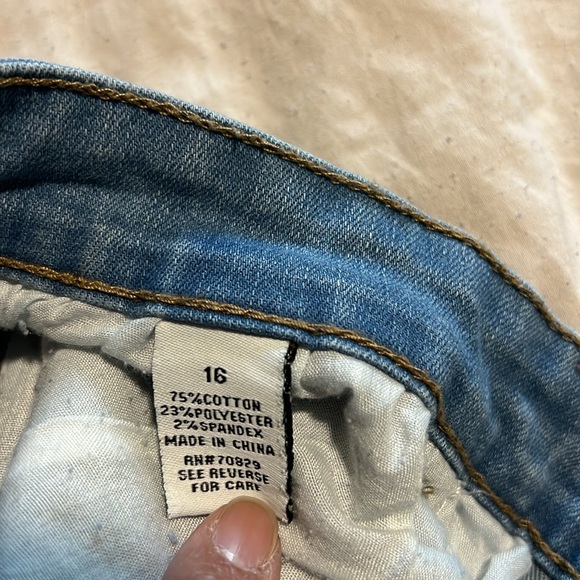 16
75%COTTON
23%POLYESTER
2%SPANDEX
MADE IN CHINA
RN#70829
SEE REVERSE
FOR CARE